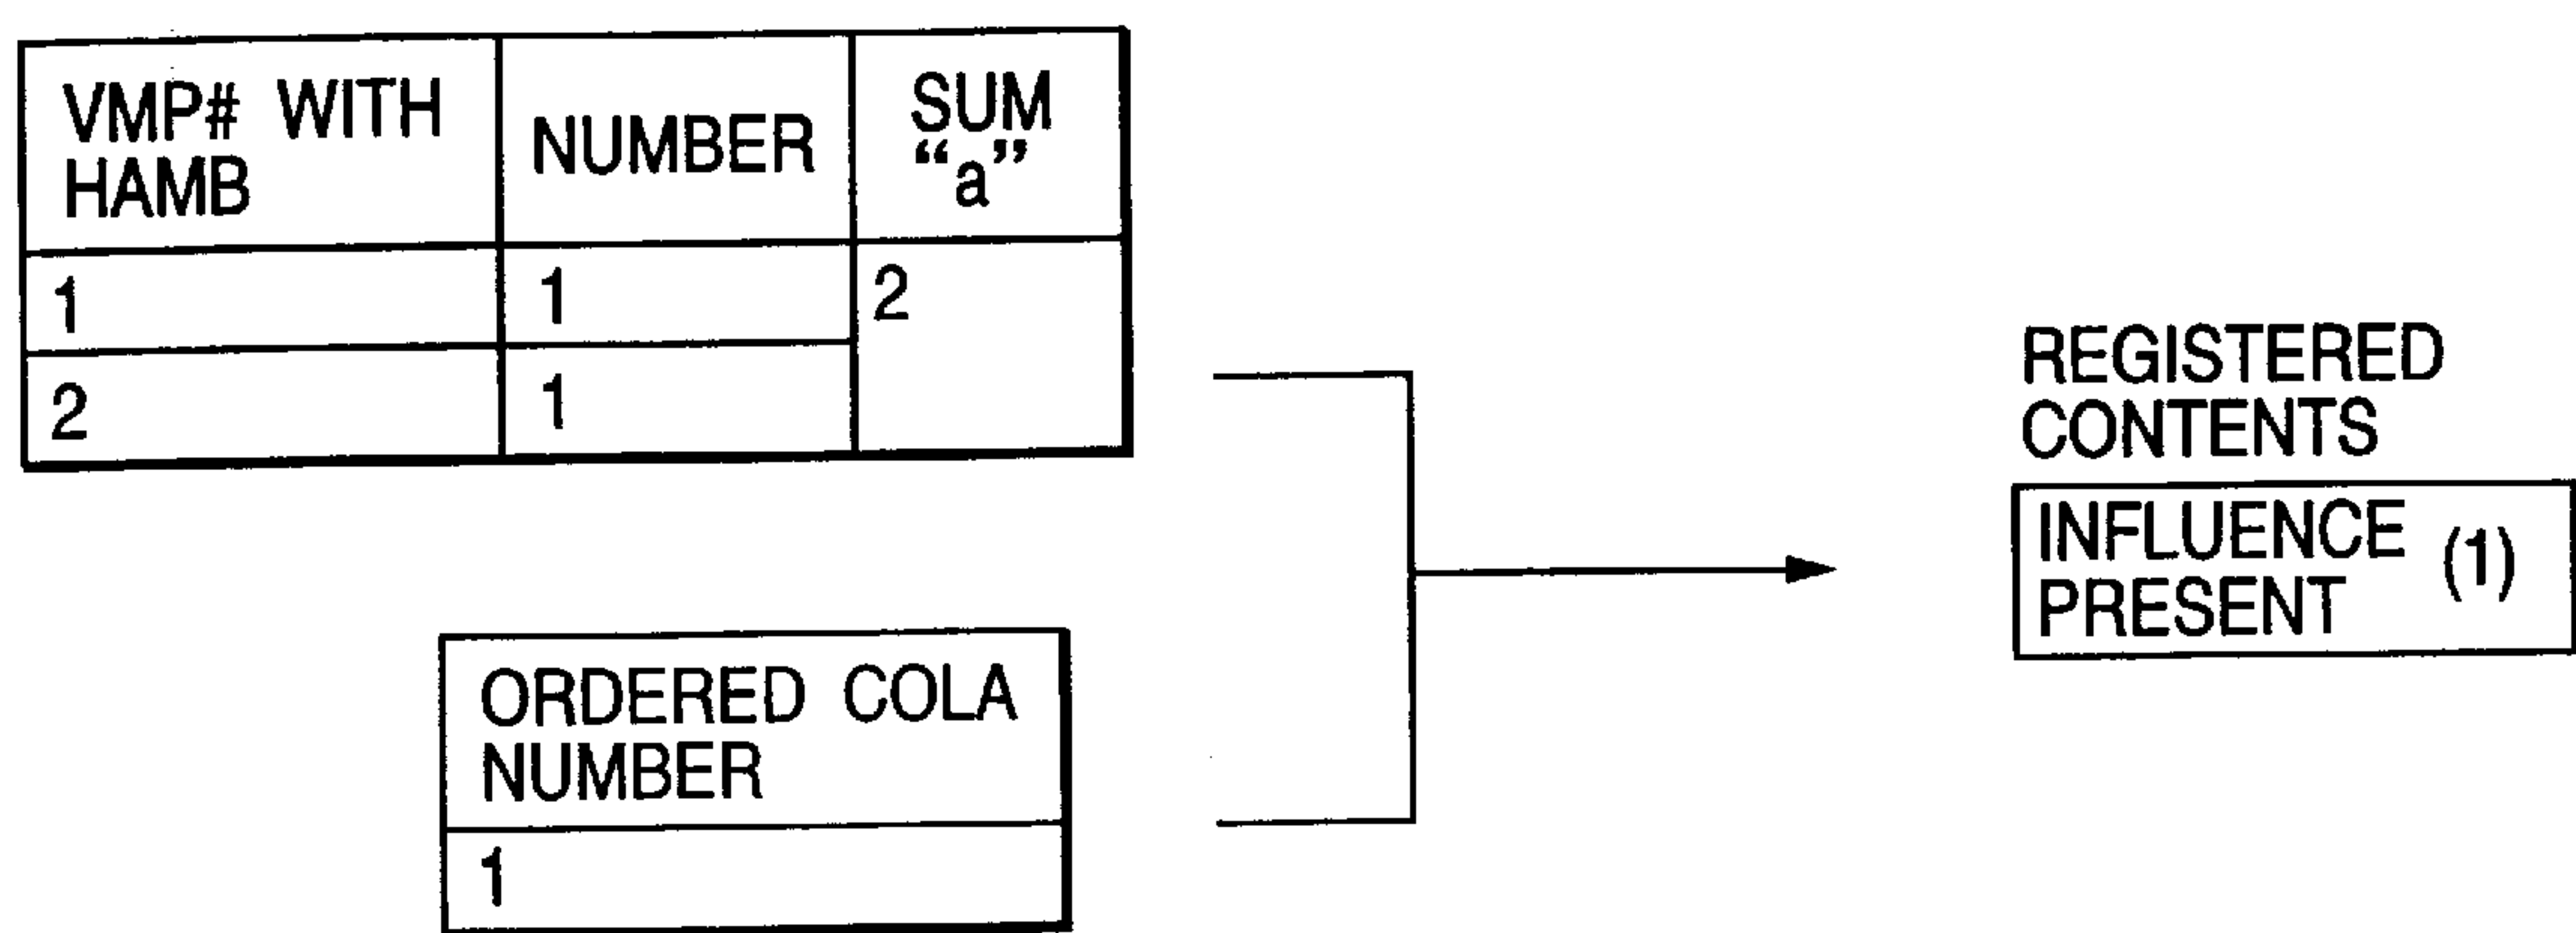 VMP# WITH
HAMB
NUMBER
SUM
“a”
1
1
2
2
1
ORDERED COLA
NUMBER
1
REGISTERED
CONTENTS
INFLUENCE
PRESENT
(1)